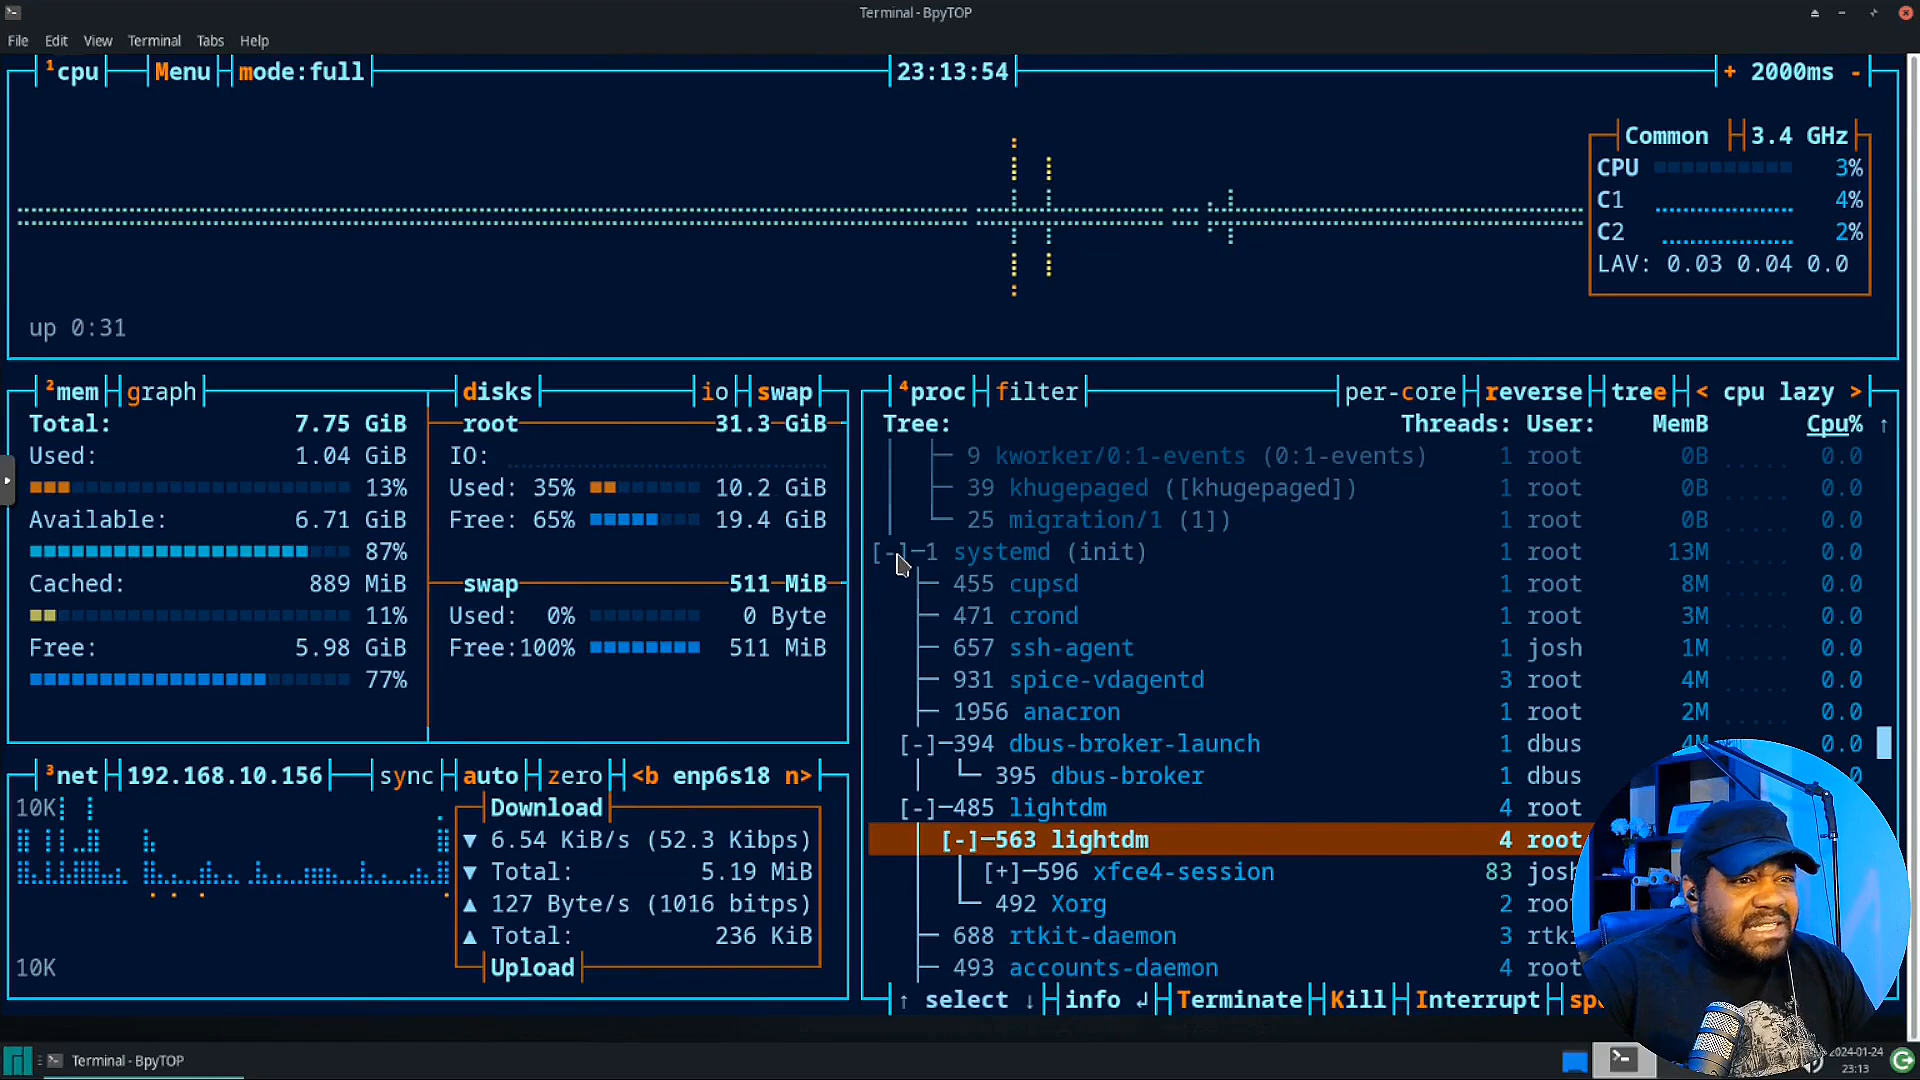 Terminal - BpyTOP
File Edit View Terminal Tabs Help
¹cpu Menu mode:full 23:13:54 + 2000ms -
Common 3.4 GHz
CPU 3%
C1 4%
C2 2%
LAV: 0.03 0.04 0.0
up 0:31
²mem graph disks io swap
Total: 7.75 GiB root 31.3 GiB
Used: 1.04 GiB IO:
13% Used: 35% 10.2 GiB
Available: 6.71 GiB Free: 65% 19.4 GiB
87%
Cached: 889 MiB swap 511 MiB
11% Used: 0% 0 Byte
Free: 5.98 GiB Free:100% 511 MiB
77%
³net 192.168.10.156 sync auto zero <b enp6s18 n>
10K Download
▼ 6.54 KiB/s (52.3 Kibps)
▼ Total: 5.19 MiB
▲ 127 Byte/s (1016 bitps)
▲ Total: 236 KiB
10K Upload
⁴proc filter per-core reverse tree < cpu lazy >
Tree: Threads: User: MemB Cpu% ↑
9 kworker/0:1-events (0:1-events) 1 root 0B 0.0
39 khugepaged ([khugepaged]) 1 root 0B 0.0
25 migration/1 (1]) 1 root 0B 0.0
[-]─1 systemd (init) 1 root 13M 0.0
455 cupsd 1 root 8M 0.0
471 crond 1 root 3M 0.0
657 ssh-agent 1 josh 1M 0.0
931 spice-vdagentd 3 root 4M 0.0
1956 anacron 1 root 2M 0.0
[-]─394 dbus-broker-launch 1 dbus 4M 0.0
395 dbus-broker 1 dbus
[-]─485 lightdm 4 root
[-]─563 lightdm 4 root
[+]─596 xfce4-session 83 josh
492 Xorg 2
688 rtkit-daemon 3
493 accounts-daemon 4 root
↑ select ↓ info ↲ Terminate Kill Interrupt
Terminal - BpyTOP
2024-01-24
23:13